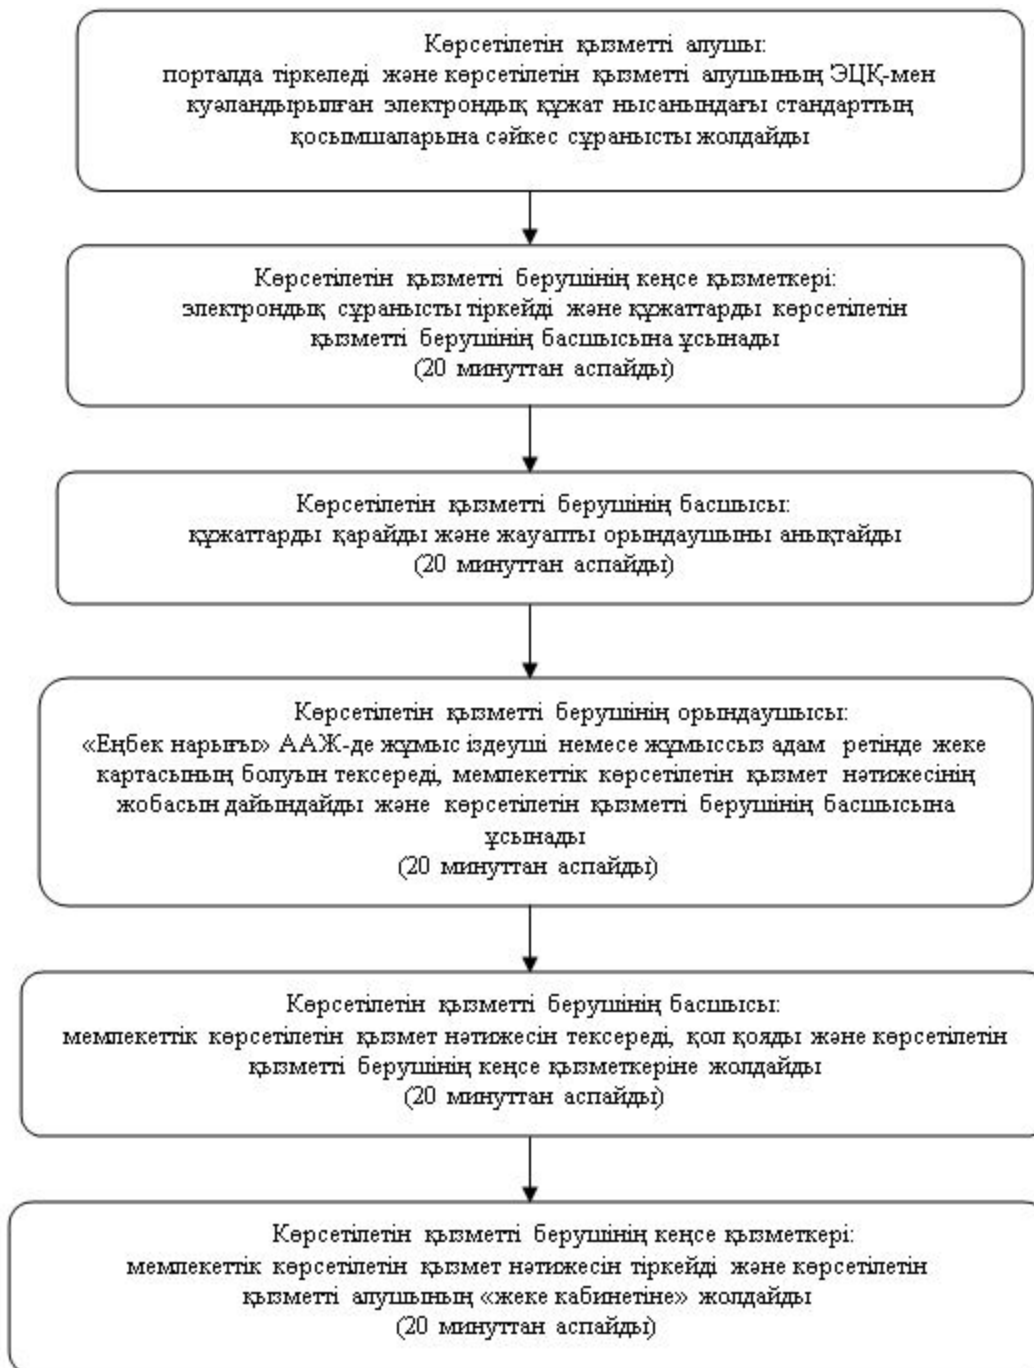 Көрсетілетін қызметті алушы:
порталда тіркеледі және көрсетілетін қызметті алушының ЭЦҚ-мен
куәландырылған электрондық құжат нысанындағы стандарттың
қосымшаларына сәйкес сұранысты жолдайды
Көрсетілетін қызметті берушінің кеңсе қызметкері:
электрондық сұранысты тіркейді және құжаттарды көрсетілетін
қызметті берушінің басшысына ұсынады
(20 минуттан аспайды)
Көрсетілетін қызметті берушінің басшысы:
құжаттарды қарайды және жауапты орындаушыны анықтайды
(20 минуттан аспайды)
Көрсетілетін қызметті берушінің орындаушысы:
«Еңбек нарығы» ААЖ-де жұмыс іздеуші немесе жұмыссыз адам ретінде жеке
картасының болуын тексереді, мемлекеттік көрсетілетін қызмет нәтижесінің
жобасын дайындайды және көрсетілетін қызметті берушінің басшысына
ұсынады
(20 минуттан аспайды)
Көрсетілетін қызметті берушінің басшысы:
мемлекеттік көрсетілетін қызмет нәтижесін тексереді, қол қояды және көрсетілетін
қызметті берушінің кеңсе қызметкеріне жолдайды
(20 минуттан аспайды)
Көрсетілетін қызметті берушінің кеңсе қызметкері:
мемлекеттік көрсетілетін қызмет нәтижесін тіркейді және көрсетілетін
қызметті алушының «жеке кабинетіне» жолдайды
(20 минуттан аспайды)